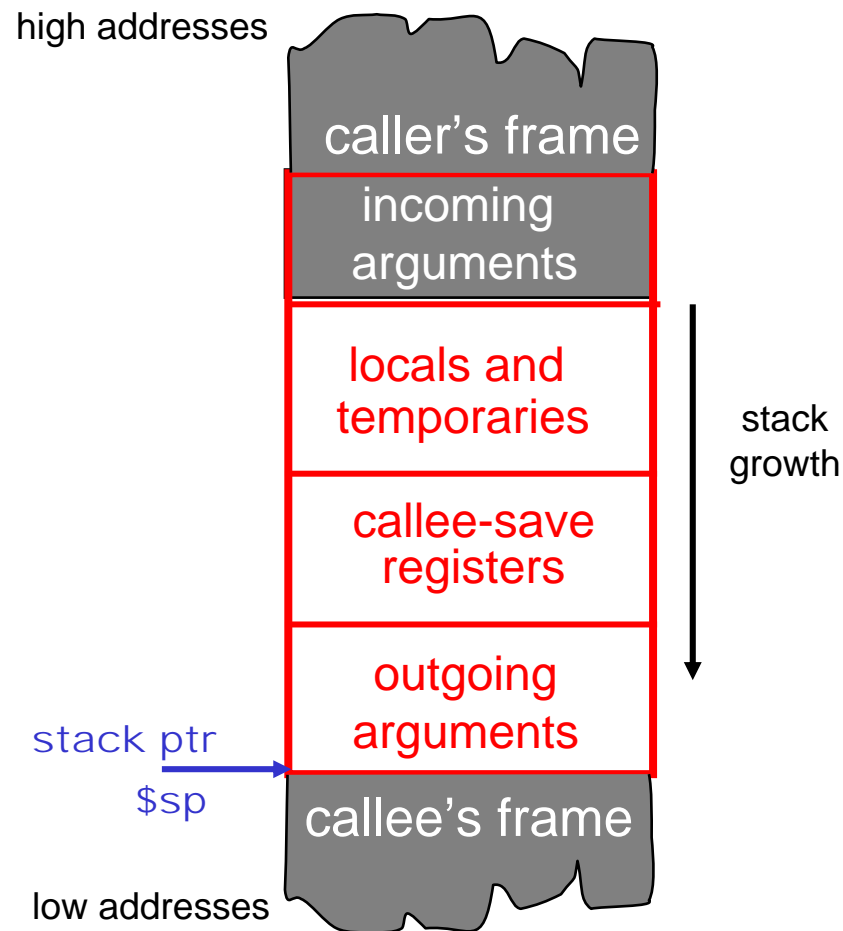 high addresses
caller's frame
incoming
arguments
locals and
temporaries
stack
growth
callee-save
registers
outgoing
arguments
stack ptr
$sp
callee's frame
low addresses